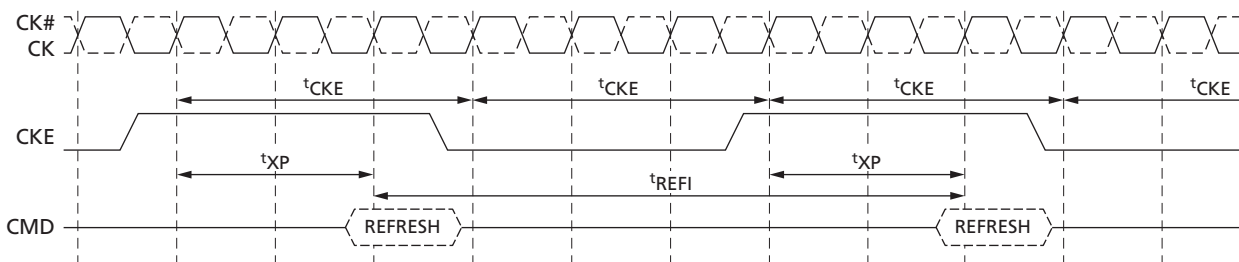 CK#
CK
tCKE tCKE tCKE tCKE
CKE
tXP tXP
tREFI
CMD REFRESH REFRESH